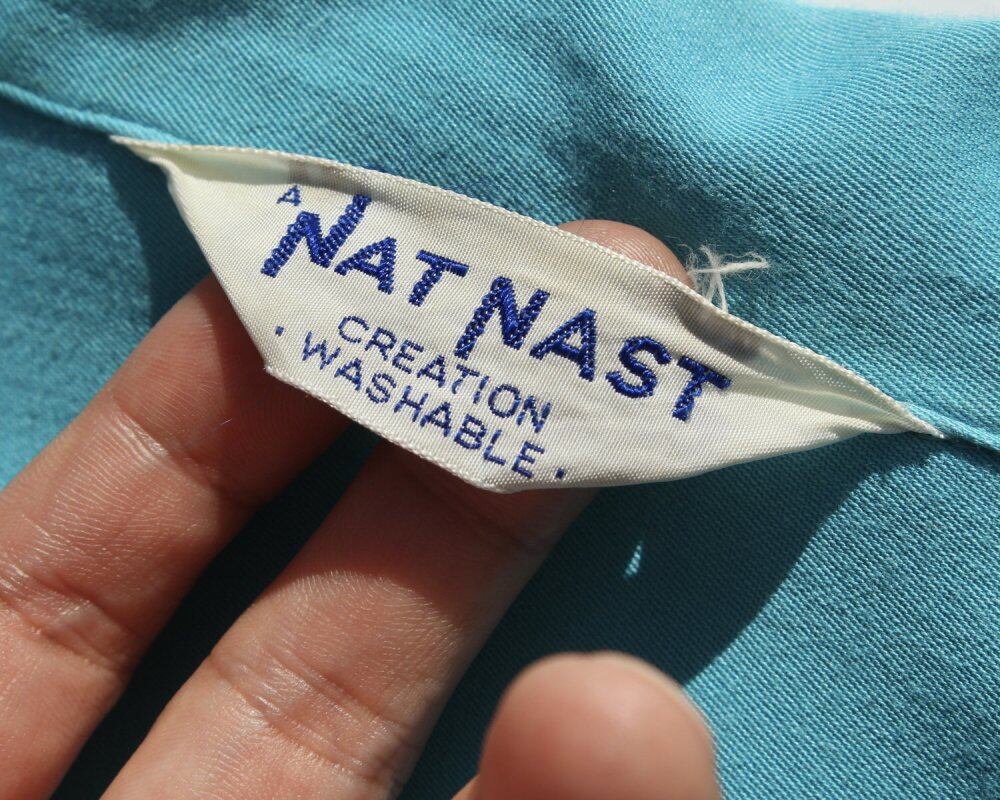 A
NAT NAST
CREATION
· WASHABLE ·